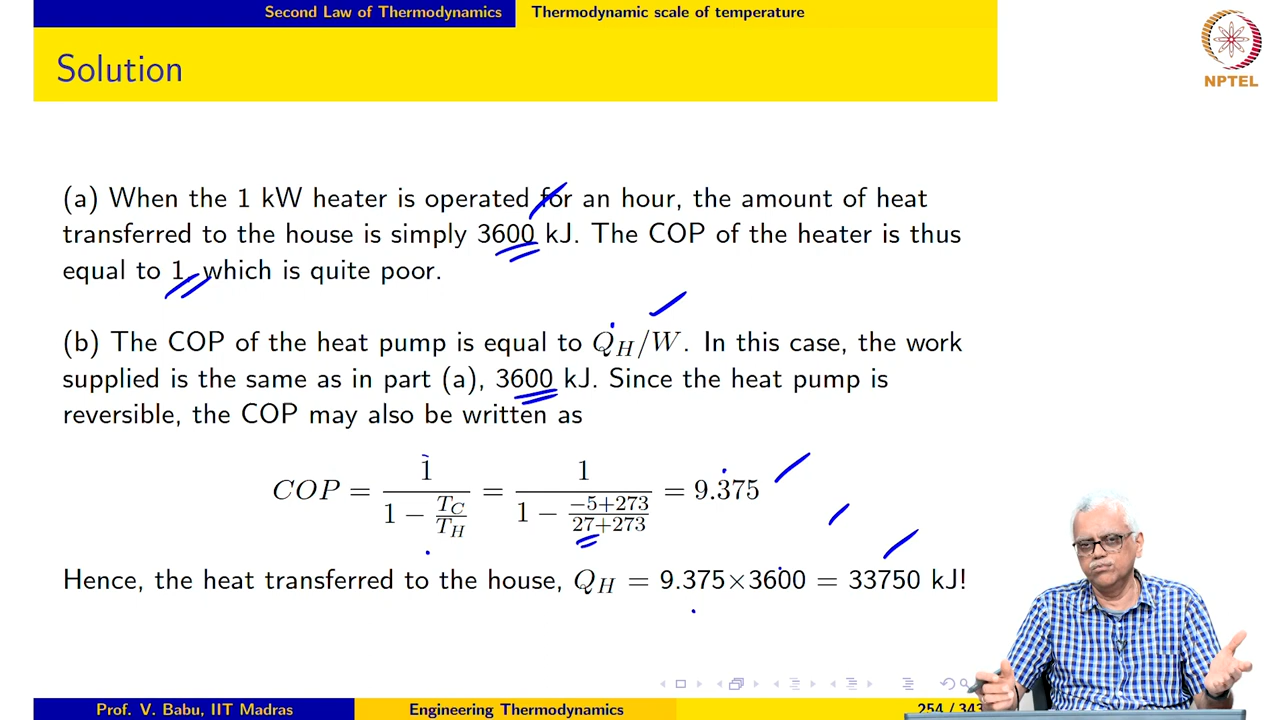 Second Law of Thermodynamics Thermodynamic scale of temperature
NPTEL
Solution
(a) When the 1 kW heater is operated for an hour, the amount of heat
transferred to the house is simply 3600 kJ. The COP of the heater is thus
equal to 1, which is quite poor.
(b) The COP of the heat pump is equal to Q_H/W. In this case, the work
supplied is the same as in part (a), 3600 kJ. Since the heat pump is
reversible, the COP may also be written as
COP = 1 / (1 − T_C/T_H) = 1 / (1 − (−5+273)/(27+273)) = 9.375
Hence, the heat transferred to the house, Q_H = 9.375×3600 = 33750 kJ!
Prof. V. Babu, IIT Madras Engineering Thermodynamics 254 / 343